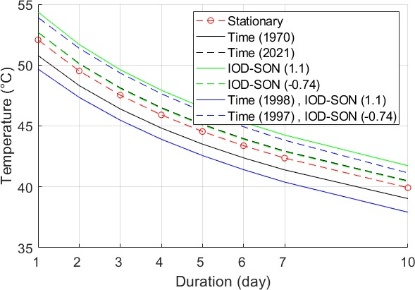 55
50
45
40
35
Temperature (°C)
Stationary
Time (1970)
Time (2021)
IOD-SON (1.1)
IOD-SON (-0.74)
Time (1998) , IOD-SON (1.1)
Time (1997) , IOD-SON (-0.74)
1 2 3 4 5 6 7 10
Duration (day)